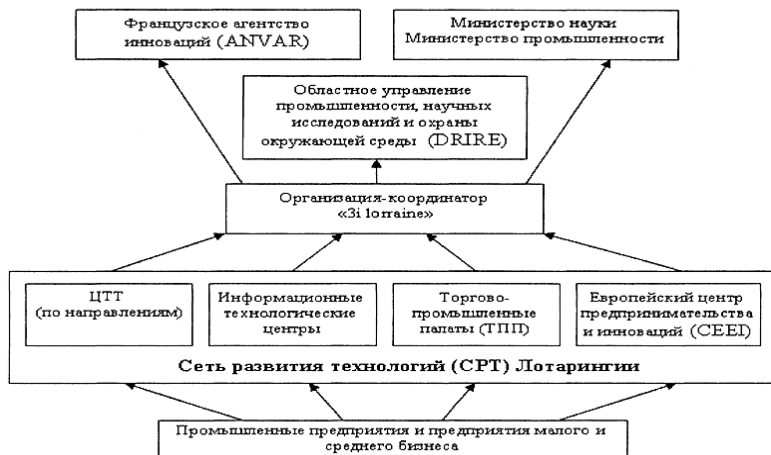 Французское агентство
инноваций (ANVAR)
Министерство науки
Министерство промышленности
Областное управление
промышленности, научных
исследований и охраны
окружающей среды (DRIRE)
Организация-координатор
«3i lorraine»
ЦТТ
(по направлениям)
Информационные
технологические
центры
Торгово-
промышленные
палаты (ТПП)
Европейский центр
предпринимательства
и инноваций (CEEI)
Сеть развития технологий (СРТ) Лотарингии
Промышленные предприятия и предприятия малого и
среднего бизнеса